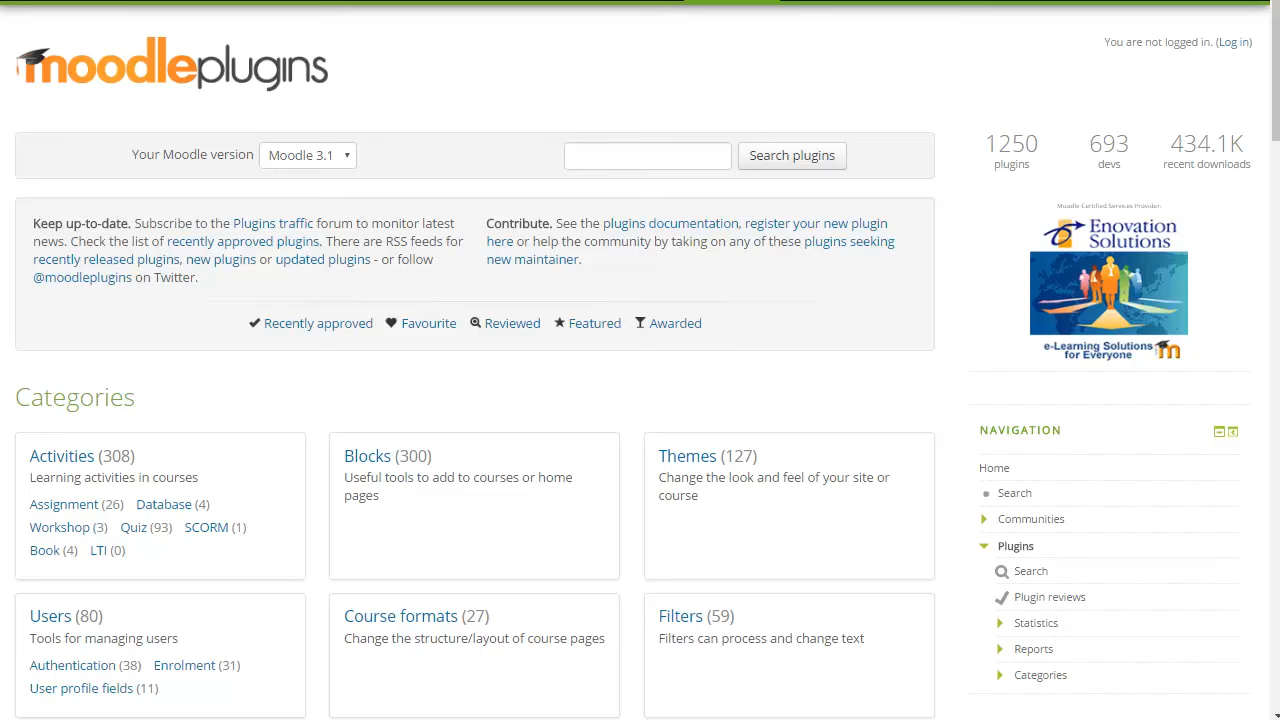 You are not logged in. (Log in)
moodleplugins
Your Moodle version Moodle 3.1 Search plugins
1250 693 434.1K
plugins devs recent downloads
Keep up-to-date. Subscribe to the Plugins traffic forum and/or latest
news. Check the list of recently approved plugins. There are RSS feeds for
recently released plugins, new plugins or updated plugins - or follow
@moodleplugins on Twitter.
Contribute. See the plugins documentation, register your new plugin
here or help the community by taking on any of these plugins seeking
new maintainer.
Recently approved Favourite Reviewed Featured Awarded
Moodle Certified Services Provider:
Enovation
Solutions
e-Learning Solutions
for Everyone
Categories
Activities (308)
Learning activities in courses
Assignment (26) Database (4)
Workshop (3) Quiz (93) SCORM (1)
Book (4) LTI (0)
Blocks (300)
Useful tools to add to courses or home
pages
Themes (127)
Change the look and feel of your site or
course
Users (80)
Tools for managing users
Authentication (38) Enrolment (31)
User profile fields (11)
Course formats (27)
Change the structure/layout of course pages
Filters (59)
Filters can process and change text
NAVIGATION
Home
Search
Communities
Plugins
Search
Plugin reviews
Statistics
Reports
Categories